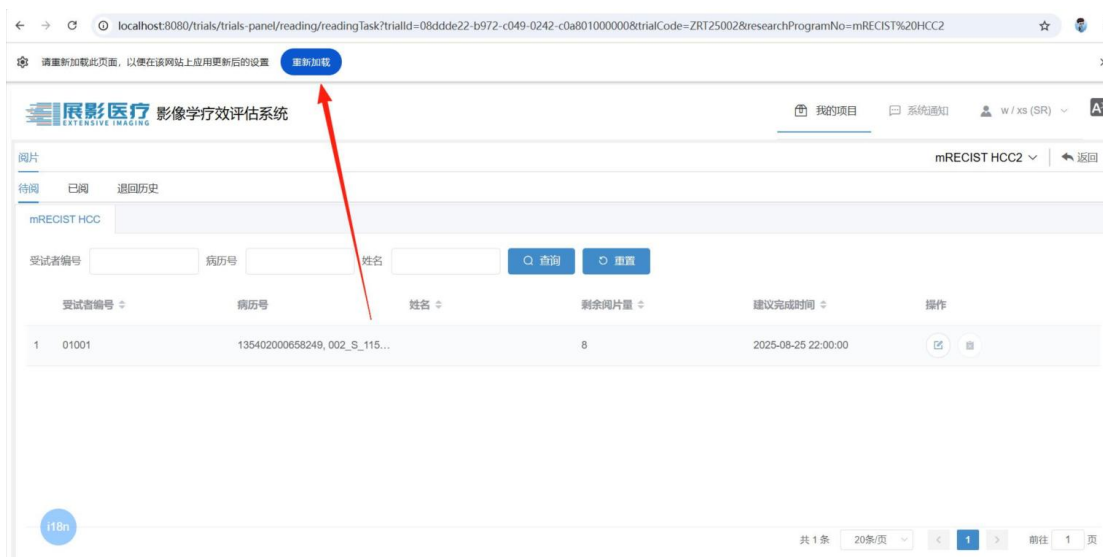 localhost:8080/trials/trials-panel/reading/readingTask?trialId=08ddde22-b972-c049-0242-c0a801000000&trialCode=ZRT25002&researchProgramNo=mRECIST%20HCC2
请重新加载此页面，以便在该网站上应用更新后的设置 重新加载
展影医疗 EXTENSIVE IMAGING 影像学疗效评估系统 我的项目 系统通知 w / xs (SR) A
阅片 mRECIST HCC2 返回
待阅 已阅 退回历史
mRECIST HCC
受试者编号 病历号 姓名 查询 重置
受试者编号 病历号 姓名 剩余阅片量 建议完成时间 操作
1 01001 135402000658249, 002_S_115... 8 2025-08-25 22:00:00
i18n
共 1 条 20条/页 1 前往 1 页